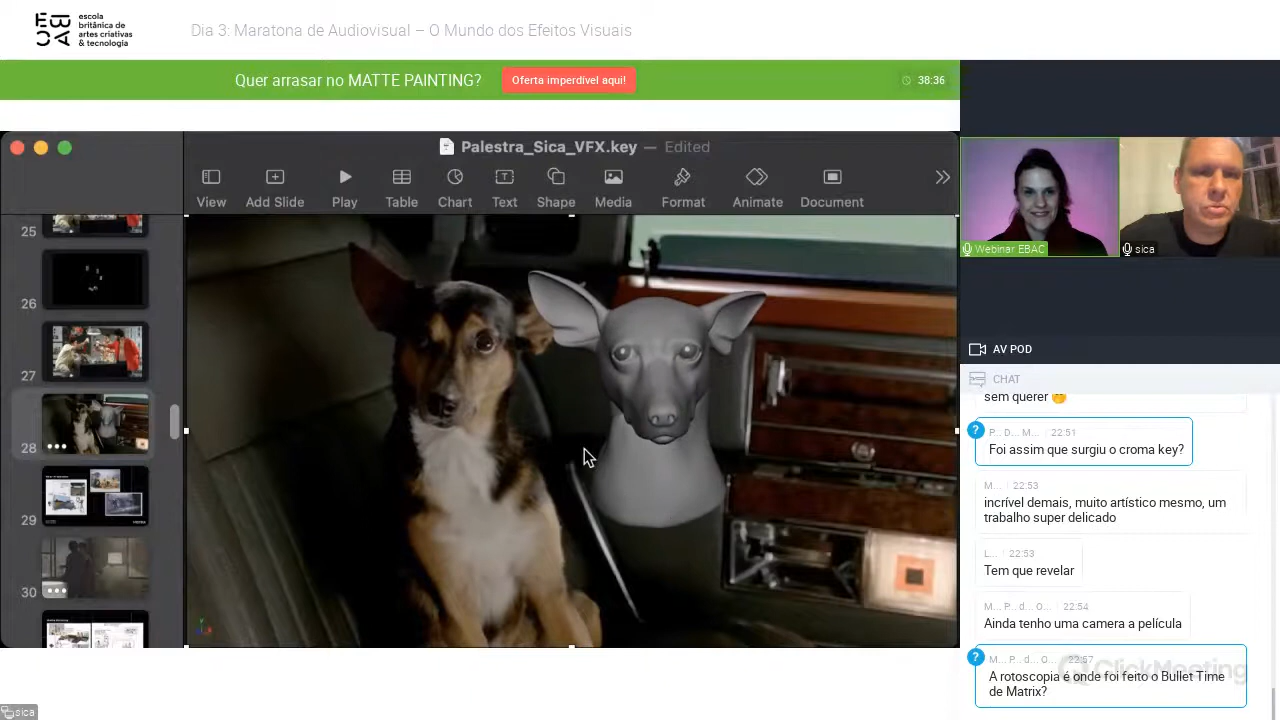 escola
britânica de
artes criativas
& tecnologia
EBAC
Dia 3: Maratona de Audiovisual – O Mundo dos Efeitos Visuais
Quer arrasar no MATTE PAINTING?
Oferta imperdível aqui!
38:36
Palestra_Sica_VFX.key — Edited
View
Add Slide
Play
Table
Chart
Text
Shape
Media
Format
Animate
Document
25
26
27
28
29
30
Webinar EBAC
sica
AV POD
CHAT
sem querer
P... D... M... 22:51
Foi assim que surgiu o croma key?
M... 22:53
incrível demais, muito artístico mesmo, um
trabalho super delicado
L... 22:53
Tem que revelar
M... P... d... O... 22:54
Ainda tenho uma camera a película
M... P... d... O... 22:57
A rotoscopia é onde foi feito o Bullet Time
de Matrix?
ClickMeeting
sica